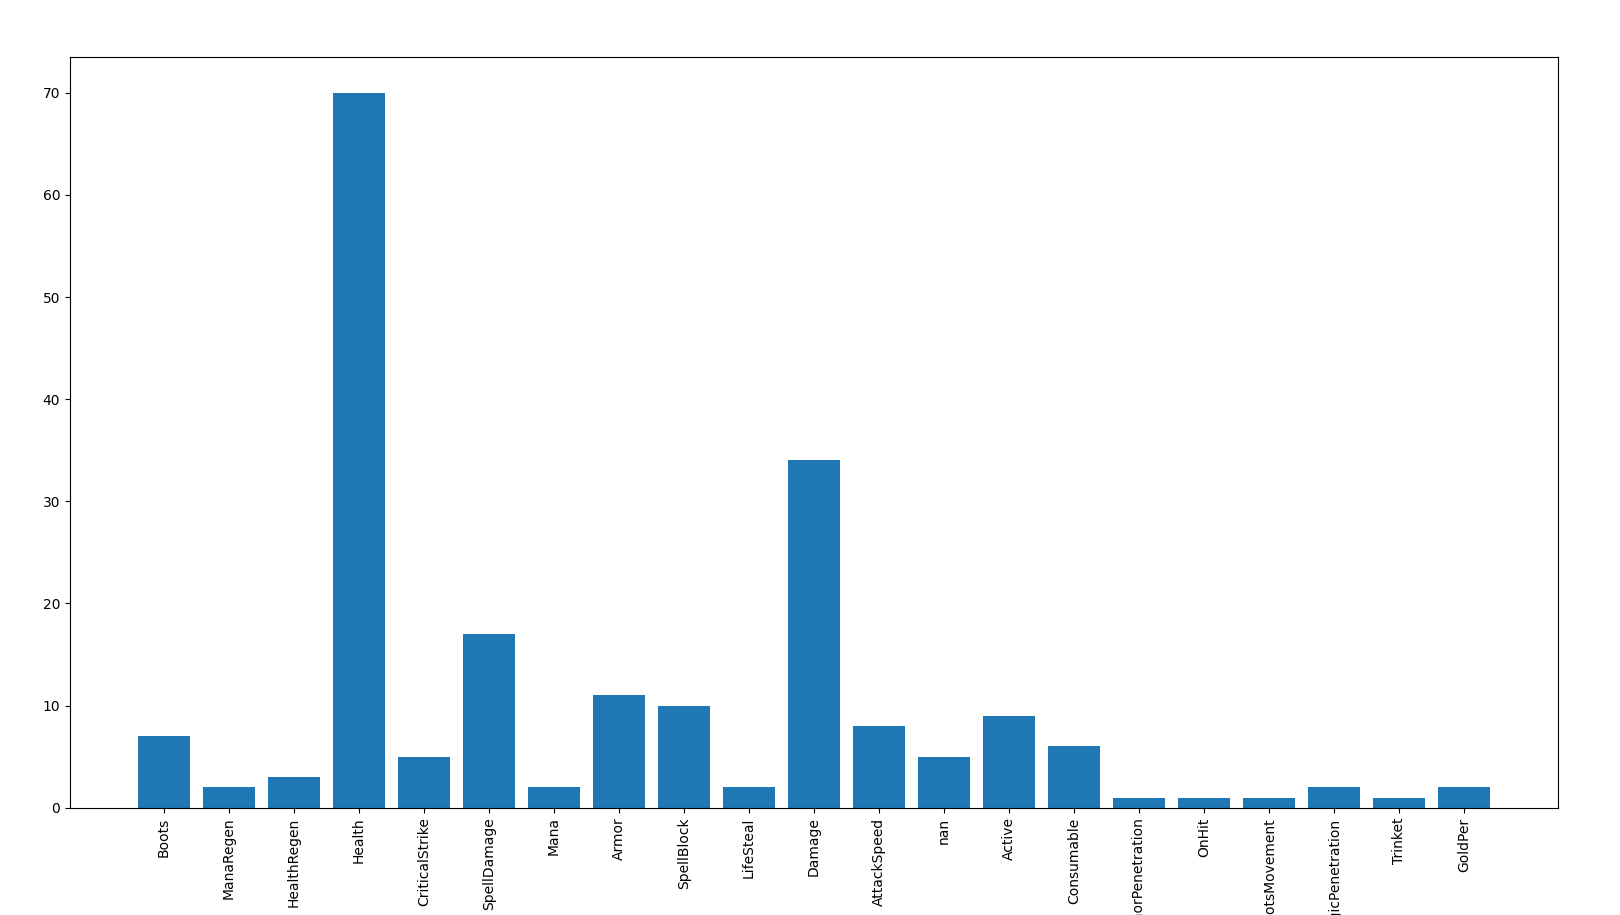 70
60
50
40
30
20
10
0
Boots
ManaRegen
HealthRegen
Health
CriticalStrike
SpellDamage
Mana
Armor
SpellBlock
LifeSteal
Damage
AttackSpeed
nan
Active
Consumable
orPenetration
OnHit
otsMovement
gicPenetration
Trinket
GoldPer